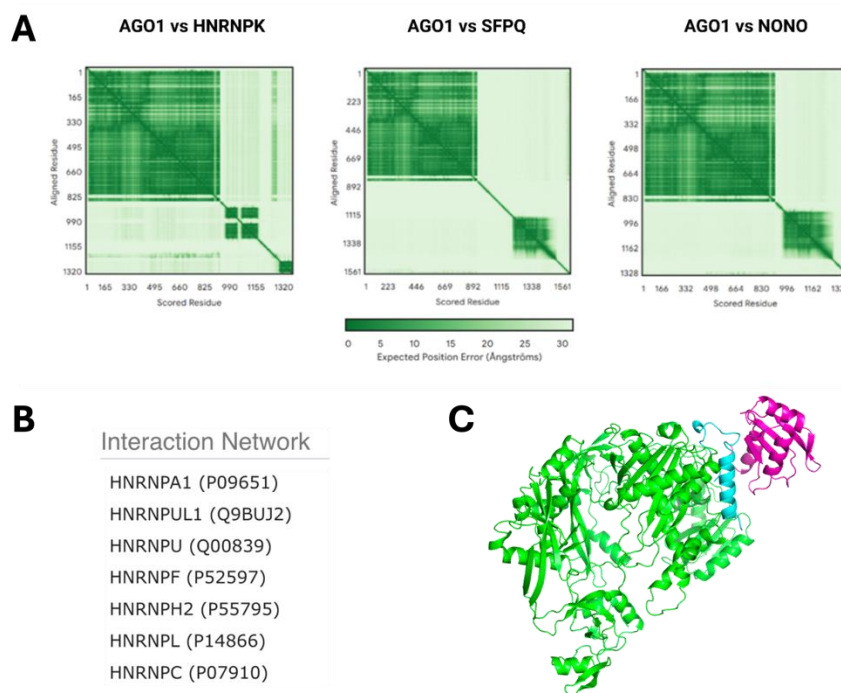 A
AGO1 vs HNRNPK
AGO1 vs SFPQ
AGO1 vs NONO
Aligned Residue
1
165
330
495
660
825
990
1155
1320
1 165 330 495 660 825 990 1155 1320
Scored Residue
Aligned Residue
1
223
446
669
892
1115
1338
1561
1 223 446 669 892 1115 1338 1561
Scored Residue
Aligned Residue
1
166
332
498
664
830
996
1162
1328
1 166 332 498 664 830 996 1162 1328
Scored Residue
0 5 10 15 20 25 30
Expected Position Error (Ångströms)
B
Interaction Network
HNRNPA1 (P09651)
HNRNPUL1 (Q9BUJ2)
HNRNPU (Q00839)
HNRNPF (P52597)
HNRNPH2 (P55795)
HNRNPL (P14866)
HNRNPC (P07910)
C